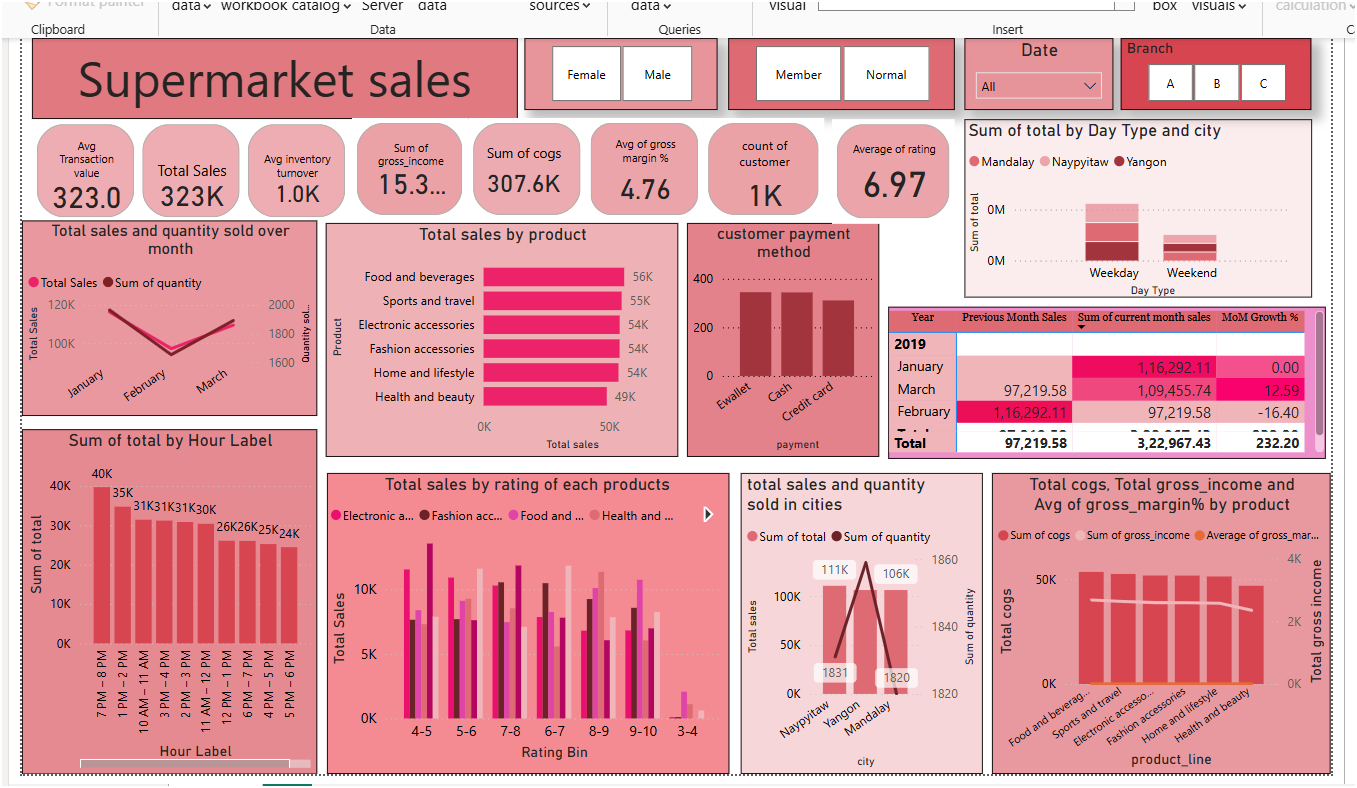 Format painter
data
workbook catalog
Server
data
sources
data
visual
box
visuals
calculation
Clipboard
Data
Queries
Insert
Supermarket sales
Female
Male
Member
Normal
Date
All
Branch
A
B
C
Avg
Transaction
value
323.0
Total Sales
323K
Avg inventory
turnover
1.0K
Sum of
gross_income
15.3...
Sum of cogs
307.6K
Avg of gross
margin %
4.76
count of
customer
1K
Average of rating
6.97
Sum of total by Day Type and city
Mandalay Naypyitaw Yangon
Sum of total
0M
0M
Weekday Weekend
Day Type
Total sales and quantity sold over
month
Total Sales Sum of quantity
Total Sales
120K
100K
2000
1800
1600
Quantity sol...
January
February
March
Total sales by product
Product
Food and beverages 56K
Sports and travel 55K
Electronic accessories 54K
Fashion accessories 54K
Home and lifestyle 54K
Health and beauty 49K
0K 50K
Total sales
customer payment
method
400
200
0
Ewallet
Cash
Credit card
payment
Year Previous Month Sales Sum of current month sales MoM Growth %
2019
January 1,16,292.11 0.00
March 97,219.58 1,09,455.74 12.59
February 1,16,292.11 97,219.58 -16.40
Total 97,219.58 3,22,967.43 232.20
Sum of total by Hour Label
Sum of total
40K
30K
20K
10K
0K
40K
35K
31K
31K
31K
30K
26K
26K
25K
24K
7 PM – 8 PM
1 PM – 2 PM
10 AM – 11 AM
3 PM – 4 PM
2 PM – 3 PM
11 AM – 12 PM
12 PM – 1 PM
6 PM – 7 PM
4 PM – 5 PM
5 PM – 6 PM
Hour Label
Total sales by rating of each products
Electronic a... Fashion acc... Food and ... Health and ...
Total Sales
10K
5K
0K
4-5 5-6 7-8 6-7 8-9 9-10 3-4
Rating Bin
total sales and quantity
sold in cities
Sum of total Sum of quantity
Total sales
100K
50K
0K
111K
106K
1831
1820
1860
1840
1820
Sum of quantity
Naypyitaw
Yangon
Mandalay
city
Total cogs, Total gross_income and
Avg of gross_margin% by product
Sum of cogs Sum of gross_income Average of gross_mar...
Total cogs
50K
0K
4K
2K
0K
Total gross income
Food and beverag...
Sports and travel
Electronic accesso...
Fashion accessories
Home and lifestyle
Health and beauty
product_line